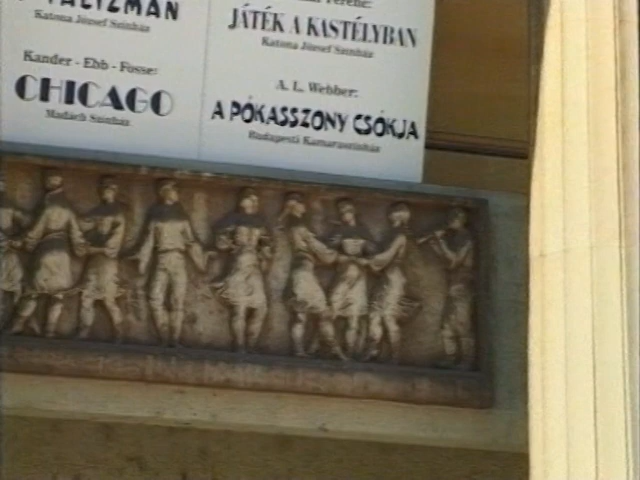 TALIZMÁN
Katona József Színház
Kander - Ebb - Fosse:
CHICAGO
Madách Színház
Ferenc:
JÁTÉK A KASTÉLYBAN
Katona József Színház
A. L. Webber:
A PÓKASSZONY CSÓKJA
Budapesti Kamaraszínház